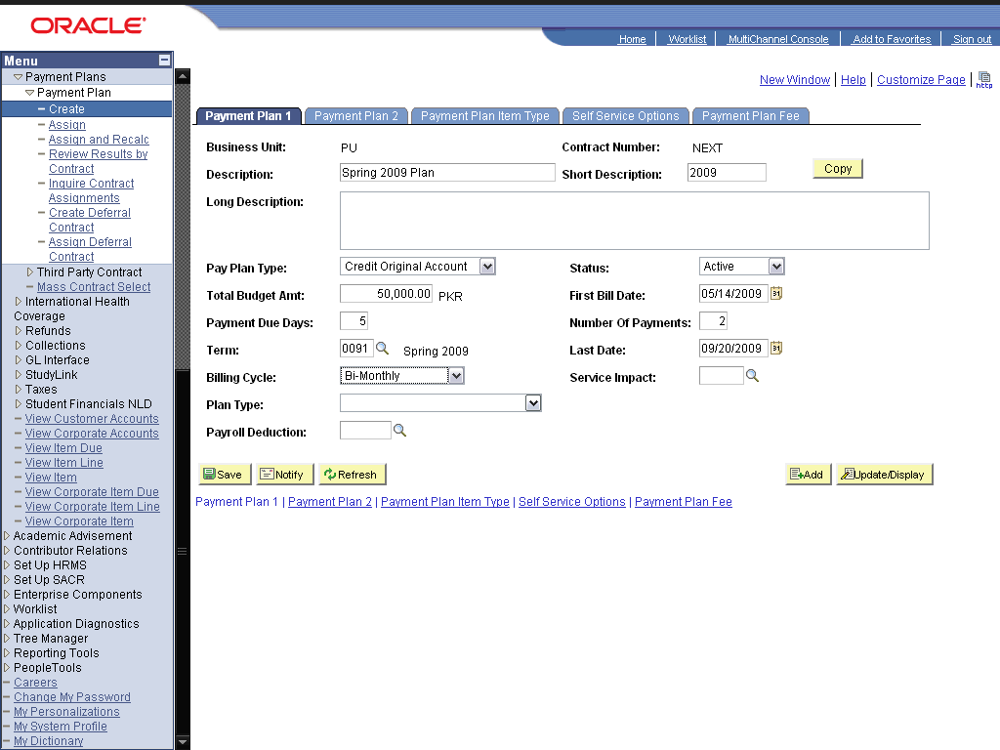 ORACLE®
Home Worklist MultiChannel Console Add to Favorites Sign out
Menu
Payment Plans
Payment Plan
Create
Assign
Assign and Recalc
Review Results by
Contract
Inquire Contract
Assignments
Create Deferral
Contract
Assign Deferral
Contract
Third Party Contract
Mass Contract Select
International Health
Coverage
Refunds
Collections
GL Interface
StudyLink
Taxes
Student Financials NLD
View Customer Accounts
View Corporate Accounts
View Item Due
View Item Line
View Item
View Corporate Item Due
View Corporate Item Line
View Corporate Item
Academic Advisement
Contributor Relations
Set Up HRMS
Set Up SACR
Enterprise Components
Worklist
Application Diagnostics
Tree Manager
Reporting Tools
PeopleTools
Careers
Change My Password
My Personalizations
My System Profile
My Dictionary
New Window | Help | Customize Page | http
Payment Plan 1 Payment Plan 2 Payment Plan Item Type Self Service Options Payment Plan Fee
Business Unit: PU Contract Number: NEXT
Description: Spring 2009 Plan Short Description: 2009 Copy
Long Description:
Pay Plan Type: Credit Original Account Status: Active
Total Budget Amt: 50,000.00 PKR First Bill Date: 05/14/2009 31
Payment Due Days: 5 Number Of Payments: 2
Term: 0091 Spring 2009 Last Date: 09/20/2009 31
Billing Cycle: Bi-Monthly Service Impact:
Plan Type:
Payroll Deduction:
Save Notify Refresh Add Update/Display
Payment Plan 1 | Payment Plan 2 | Payment Plan Item Type | Self Service Options | Payment Plan Fee